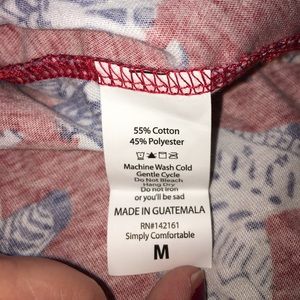 55% Cotton
45% Polyester
Machine Wash Cold
Gentle Cycle
Do Not Bleach
Hang Dry
Do not iron
or you'll be sad
MADE IN GUATEMALA
RN#142161
Simply Comfortable
M